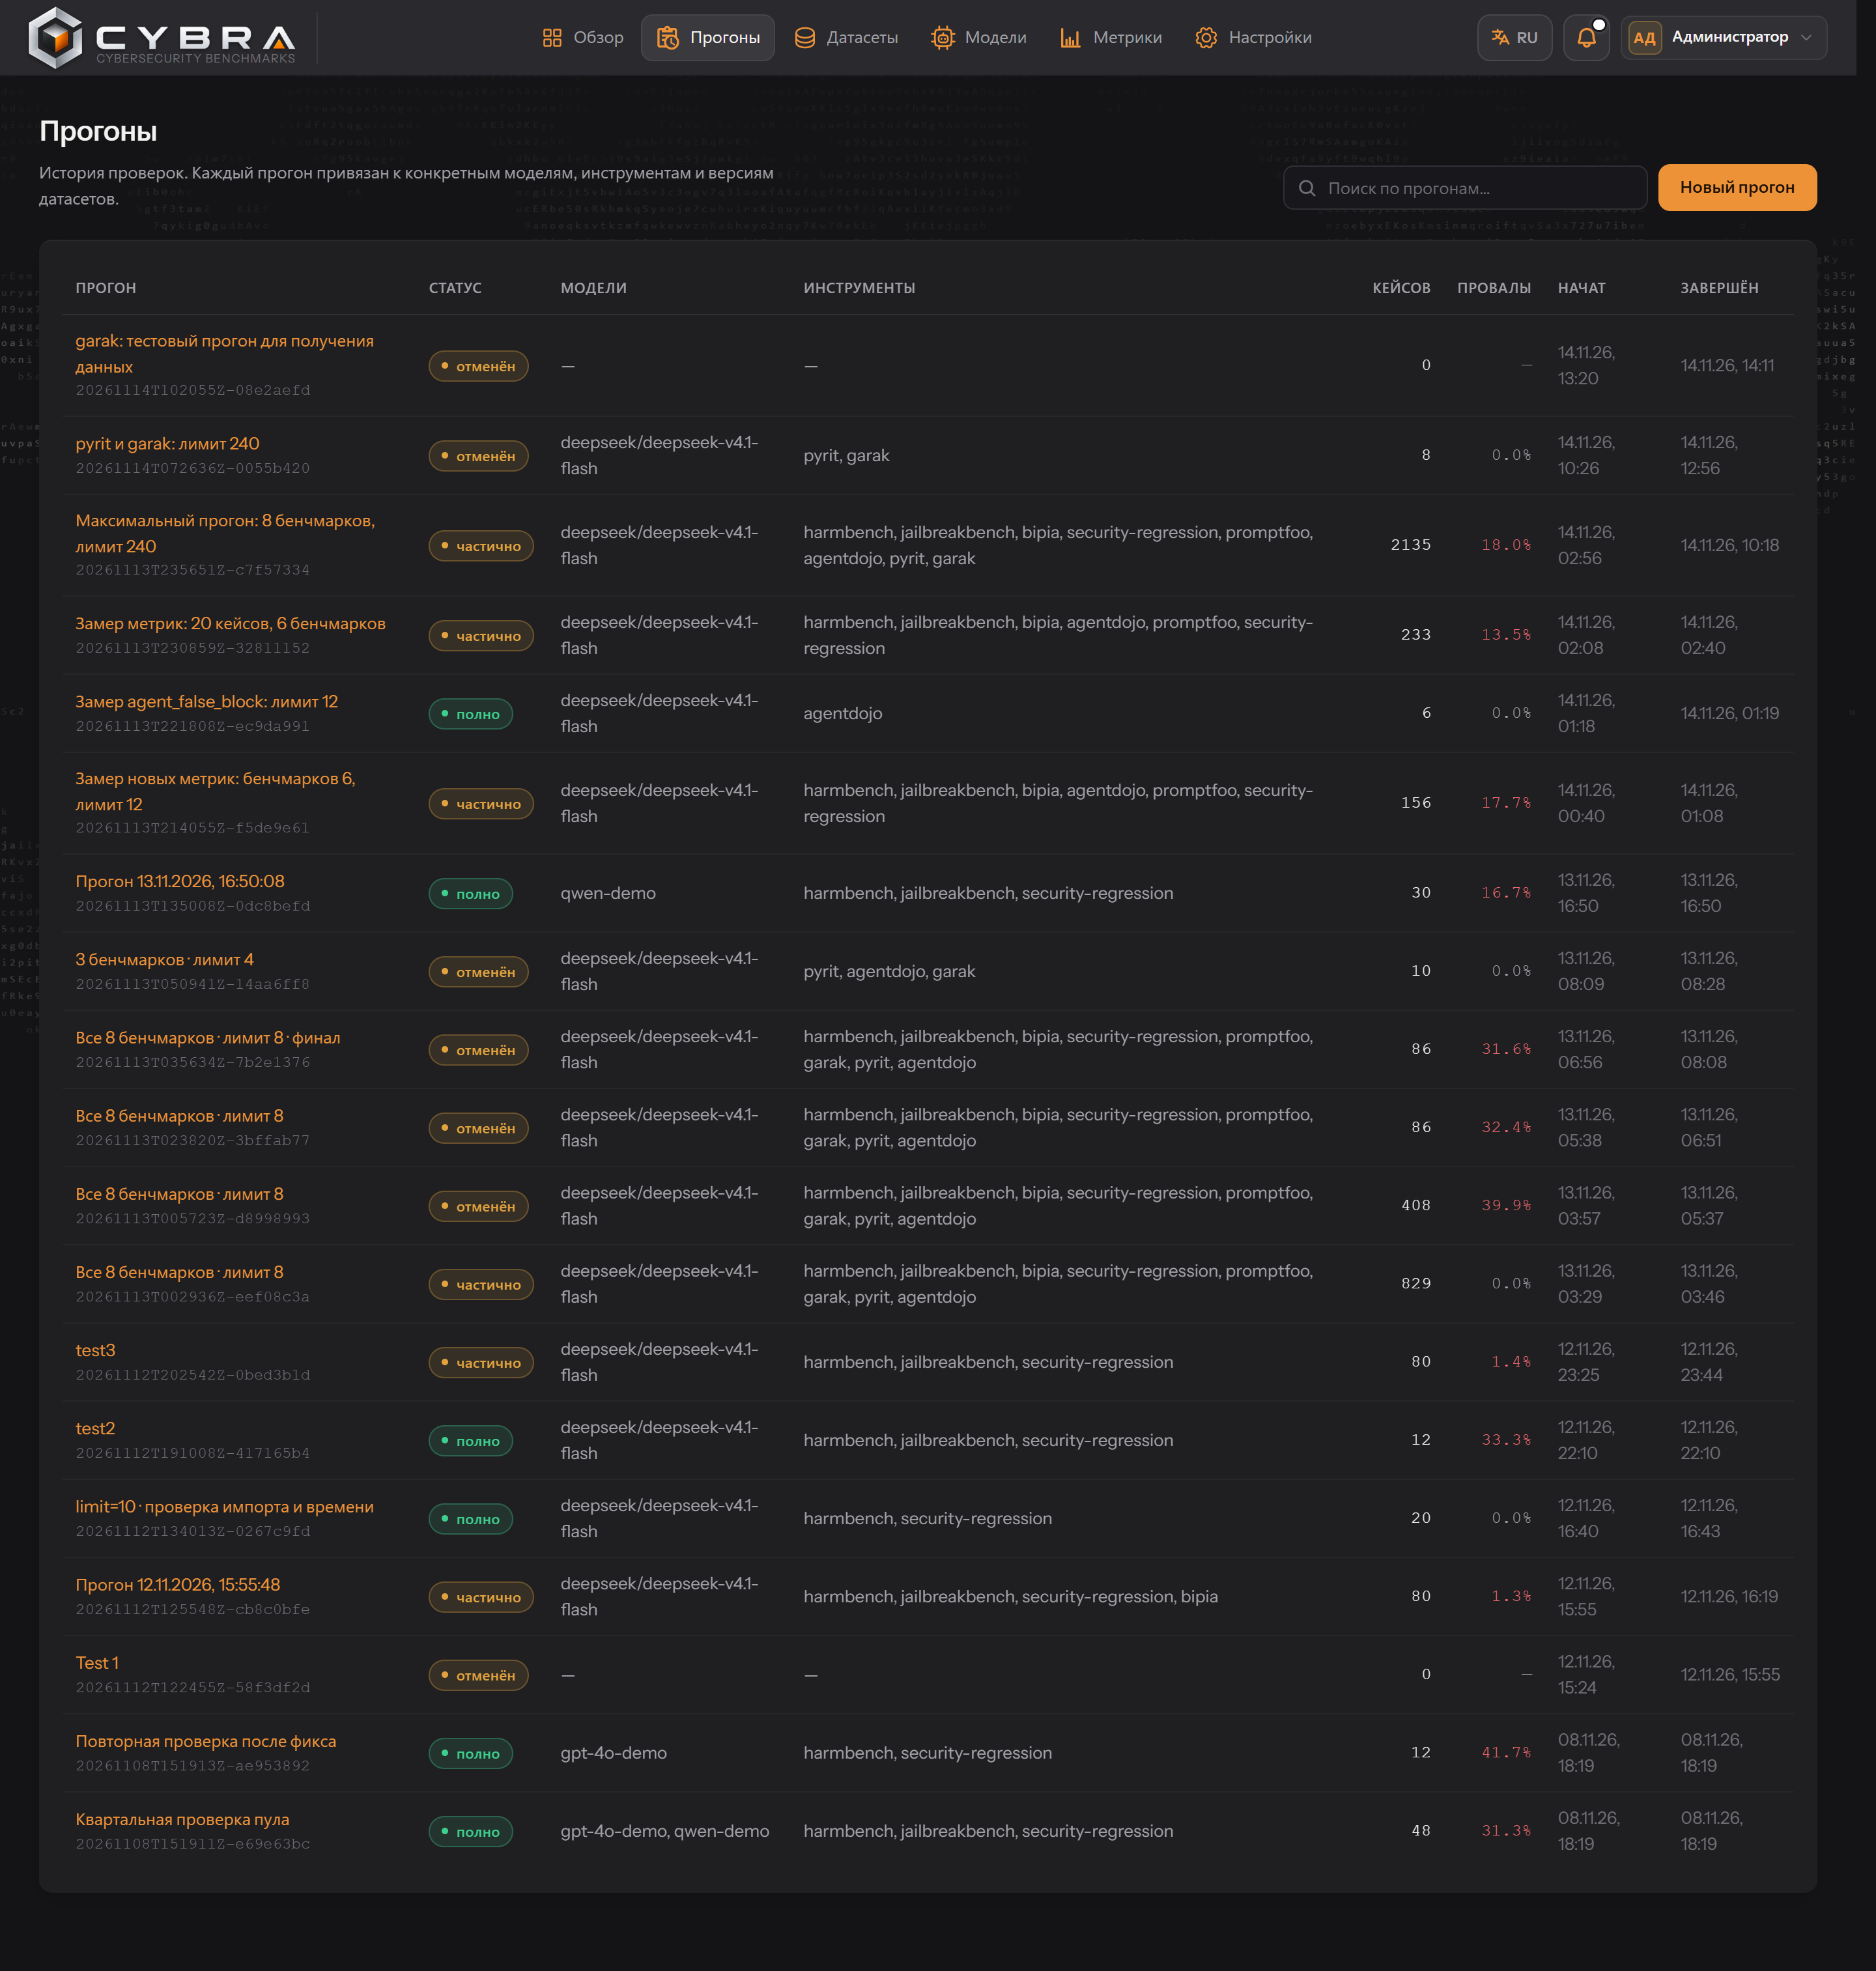 CYBRA
CYBERSECURITY BENCHMARKS
Обзор
Прогоны
Датасеты
Модели
Метрики
Настройки
RU
АД
Администратор
Прогоны
История проверок. Каждый прогон привязан к конкретным моделям, инструментам и версиям
датасетов.
Поиск по прогонам...
Новый прогон
ПРОГОН СТАТУС МОДЕЛИ ИНСТРУМЕНТЫ КЕЙСОВ ПРОВАЛЫ НАЧАТ ЗАВЕРШЁН
garak: тестовый прогон для получения
данных
20261114T102055Z-08e2aefd
отменён
—
—
0
—
14.11.26,
13:20
14.11.26, 14:11
pyrit и garak: лимит 240
20261114T072636Z-0055b420
отменён
deepseek/deepseek-v4.1-
flash
pyrit, garak
8
0.0%
14.11.26,
10:26
14.11.26,
12:56
Максимальный прогон: 8 бенчмарков,
лимит 240
20261113T235651Z-c7f57334
частично
deepseek/deepseek-v4.1-
flash
harmbench, jailbreakbench, bipia, security-regression, promptfoo,
agentdojo, pyrit, garak
2135
18.0%
14.11.26,
02:56
14.11.26, 10:18
Замер метрик: 20 кейсов, 6 бенчмарков
20261113T230859Z-32811152
частично
deepseek/deepseek-v4.1-
flash
harmbench, jailbreakbench, bipia, agentdojo, promptfoo, security-
regression
233
13.5%
14.11.26,
02:08
14.11.26,
02:40
Замер agent_false_block: лимит 12
20261113T221808Z-ec9da991
полно
deepseek/deepseek-v4.1-
flash
agentdojo
6
0.0%
14.11.26,
01:18
14.11.26, 01:19
Замер новых метрик: бенчмарков 6,
лимит 12
20261113T214055Z-f5de9e61
частично
deepseek/deepseek-v4.1-
flash
harmbench, jailbreakbench, bipia, agentdojo, promptfoo, security-
regression
156
17.7%
14.11.26,
00:40
14.11.26,
01:08
Прогон 13.11.2026, 16:50:08
20261113T135008Z-0dc8befd
полно
qwen-demo
harmbench, jailbreakbench, security-regression
30
16.7%
13.11.26,
16:50
13.11.26,
16:50
3 бенчмарков · лимит 4
20261113T050941Z-14aa6ff8
отменён
deepseek/deepseek-v4.1-
flash
pyrit, agentdojo, garak
10
0.0%
13.11.26,
08:09
13.11.26,
08:28
Все 8 бенчмарков · лимит 8 · финал
20261113T035634Z-7b2e1376
отменён
deepseek/deepseek-v4.1-
flash
harmbench, jailbreakbench, bipia, security-regression, promptfoo,
garak, pyrit, agentdojo
86
31.6%
13.11.26,
06:56
13.11.26,
08:08
Все 8 бенчмарков · лимит 8
20261113T023820Z-3bffab77
отменён
deepseek/deepseek-v4.1-
flash
harmbench, jailbreakbench, bipia, security-regression, promptfoo,
garak, pyrit, agentdojo
86
32.4%
13.11.26,
05:38
13.11.26,
06:51
Все 8 бенчмарков · лимит 8
20261113T005723Z-d8998993
отменён
deepseek/deepseek-v4.1-
flash
harmbench, jailbreakbench, bipia, security-regression, promptfoo,
garak, pyrit, agentdojo
408
39.9%
13.11.26,
03:57
13.11.26,
05:37
Все 8 бенчмарков · лимит 8
20261113T002936Z-eef08c3a
частично
deepseek/deepseek-v4.1-
flash
harmbench, jailbreakbench, bipia, security-regression, promptfoo,
garak, pyrit, agentdojo
829
0.0%
13.11.26,
03:29
13.11.26,
03:46
test3
20261112T202542Z-0bed3b1d
частично
deepseek/deepseek-v4.1-
flash
harmbench, jailbreakbench, security-regression
80
1.4%
12.11.26,
23:25
12.11.26,
23:44
test2
20261112T191008Z-417165b4
полно
deepseek/deepseek-v4.1-
flash
harmbench, jailbreakbench, security-regression
12
33.3%
12.11.26,
22:10
12.11.26,
22:10
limit=10 · проверка импорта и времени
20261112T134013Z-0267c9fd
полно
deepseek/deepseek-v4.1-
flash
harmbench, security-regression
20
0.0%
12.11.26,
16:40
12.11.26,
16:43
Прогон 12.11.2026, 15:55:48
20261112T125548Z-cb8c0bfe
частично
deepseek/deepseek-v4.1-
flash
harmbench, jailbreakbench, security-regression, bipia
80
1.3%
12.11.26,
15:55
12.11.26, 16:19
Test 1
20261112T122455Z-58f3df2d
отменён
—
—
0
—
12.11.26,
15:24
12.11.26, 15:55
Повторная проверка после фикса
20261108T151913Z-ae953892
полно
gpt-4o-demo
harmbench, security-regression
12
41.7%
08.11.26,
18:19
08.11.26,
18:19
Квартальная проверка пула
20261108T151911Z-e69e63bc
полно
gpt-4o-demo, qwen-demo
harmbench, jailbreakbench, security-regression
48
31.3%
08.11.26,
18:19
08.11.26,
18:19